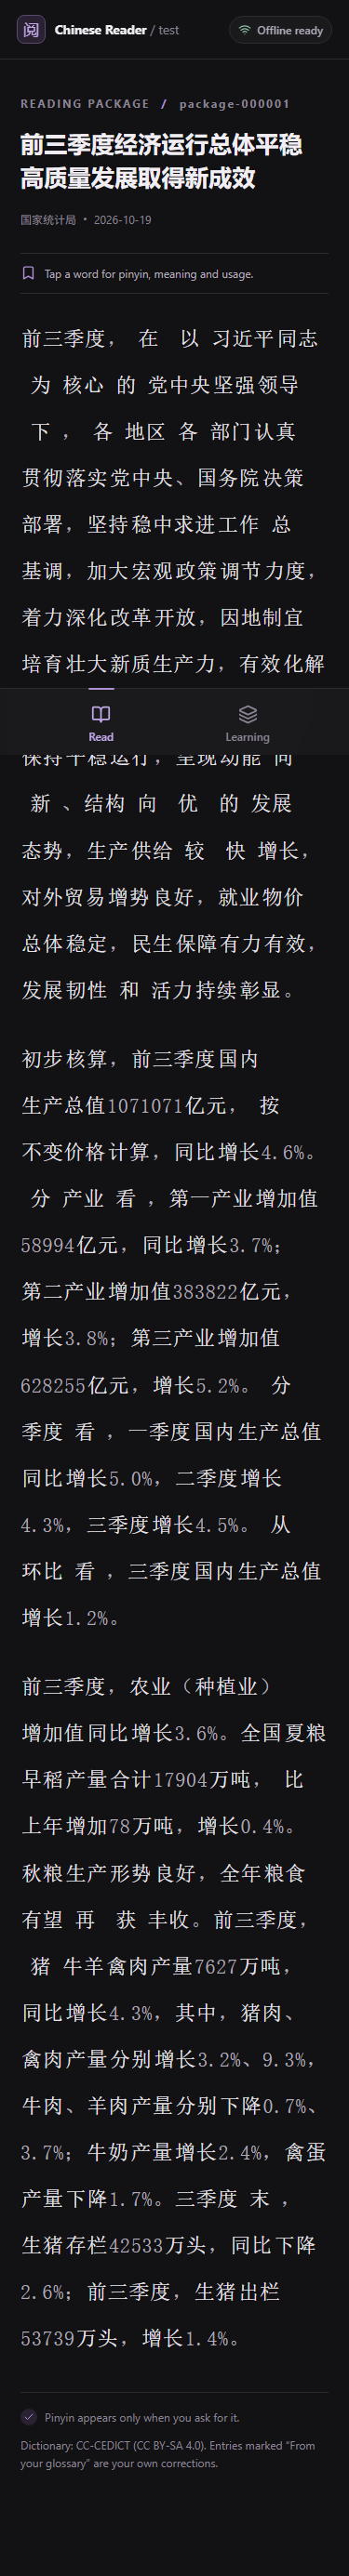 阅 Chinese Reader / test Offline ready
READING PACKAGE / package-000001
前三季度经济运行总体平稳
高质量发展取得新成效
国家统计局 • 2026-10-19
Tap a word for pinyin, meaning and usage.
前三季度， 在 以 习近平同志
为 核心 的 党中央坚强领导
下 ， 各 地区 各 部门认真
贯彻落实党中央、国务院决策
部署，坚持稳中求进工作 总
基调，加大宏观政策调节力度，
着力深化改革开放，因地制宜
培育壮大新质生产力，有效化解
Read Learning
保持平稳运行，呈现动能 向
新 、结构 向 优 的 发展
态势，生产供给 较 快 增长，
对外贸易增势良好，就业物价
总体稳定，民生保障有力有效，
发展韧性 和 活力持续彰显。
初步核算，前三季度国内
生产总值1071071亿元， 按
不变价格计算，同比增长4.6%。
分 产业 看 ，第一产业增加值
58994亿元，同比增长3.7%；
第二产业增加值383822亿元，
增长3.8%；第三产业增加值
628255亿元，增长5.2%。 分
季度 看 ，一季度国内生产总值
同比增长5.0%，二季度增长
4.3%，三季度增长4.5%。 从
环比 看 ，三季度国内生产总值
增长1.2%。
前三季度，农业（种植业）
增加值同比增长3.6%。全国夏粮
早稻产量合计17904万吨， 比
上年增加78万吨，增长0.4%。
秋粮生产形势良好，全年粮食
有望 再 获 丰收。前三季度，
猪 牛羊禽肉产量7627万吨，
同比增长4.3%，其中，猪肉、
禽肉产量分别增长3.2%、9.3%，
牛肉、羊肉产量分别下降0.7%、
3.7%；牛奶产量增长2.4%，禽蛋
产量下降1.7%。三季度 末 ，
生猪存栏42533万头，同比下降
2.6%；前三季度，生猪出栏
53739万头，增长1.4%。
Pinyin appears only when you ask for it.
Dictionary: CC-CEDICT (CC BY-SA 4.0). Entries marked "From
your glossary" are your own corrections.